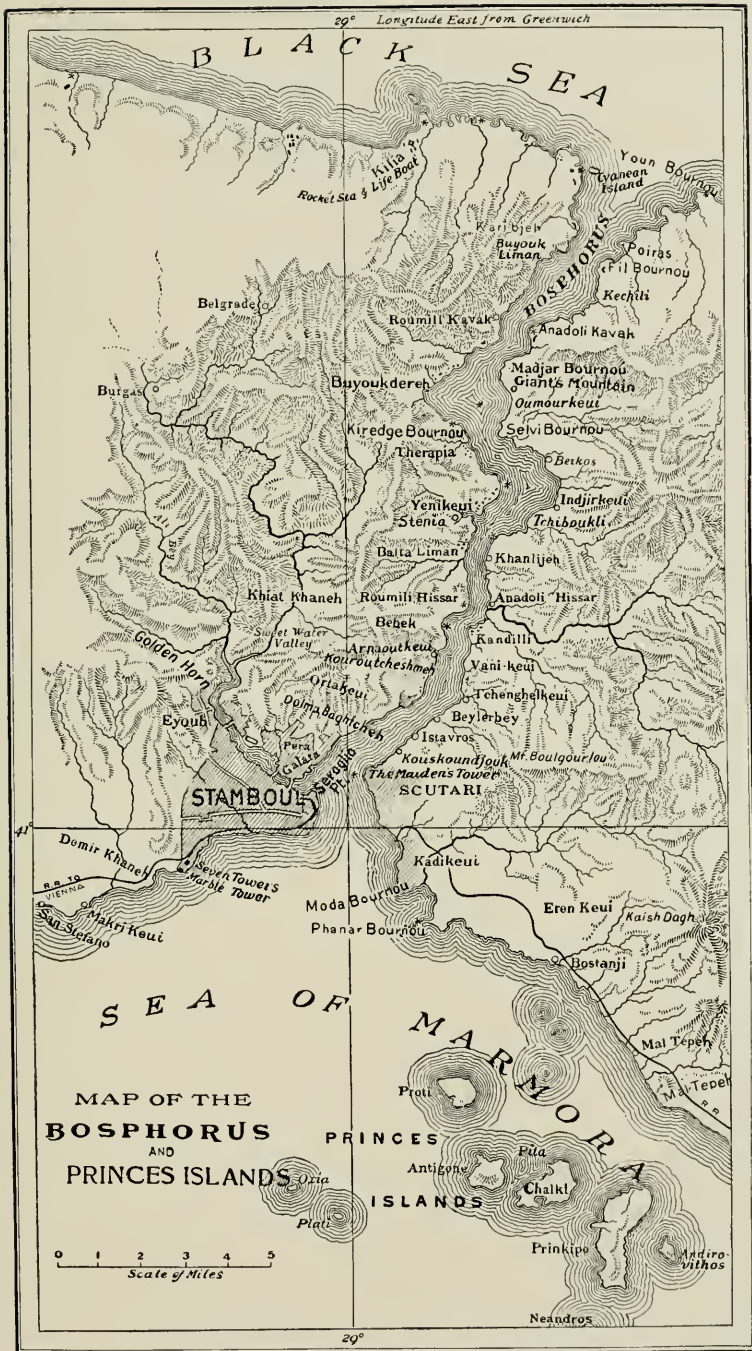 29° Longitude East from Greenwich
BLACK SEA
Kilia
Rocket Sta & Life Boat
Youn Bournou
Cyanean
Island
Karibjeh
Buyouk
Liman
BOSPHORUS
Poiras
Fil Bournou
Kechili
Belgrade
Roumili Kavak
Anadoli Kavak
Burgas
Buyoukdereh
Madjar Bournou
Giant's Mountain
Oumourkeui
Kiredge Bournou
Selvi Bournou
Therapia
Beikos
Yenikeui
Stenia
Indjirkeui
Tchiboukli
Ali Bey
Balta Liman
Khanlijeh
Khiat Khaneh
Roumili Hissar
Anadoli Hissar
Bebek
Golden Horn
Sweet Water
Valley
Arnaoutkeui
Kouroutcheshmeh
Kandilli
Vani-keui
Ortakeui
Tchenghelkeui
Eyoub
Dolma Baghtcheh
Beylerbey
Pera
Galata
Istavros
Seraglio
Pt.
Kouskoundjouk
Mt. Boulgourlou
The Maiden's Tower
STAMBOUL
SCUTARI
41°
Demir Khaneh
Kadikeui
R.R. TO
VIENNA
Seven Towers
Marble Tower
Moda Bournou
Eren Keui
Kaish Dagh
San Stefano
Makri Keui
Phanar Bournou
Bostanji
SEA OF MARMORA
Mal Tepeh
Mal-Tepeh
R.R.
MAP OF THE
BOSPHORUS
AND
PRINCES ISLANDS
Proti
PRINCES
ISLANDS
Antigone
Pita
Chalki
Oxia
Plati
Prinkipo
Andiro-
vithos
0 1 2 3 4 5
Scale of Miles
Neandros
29°